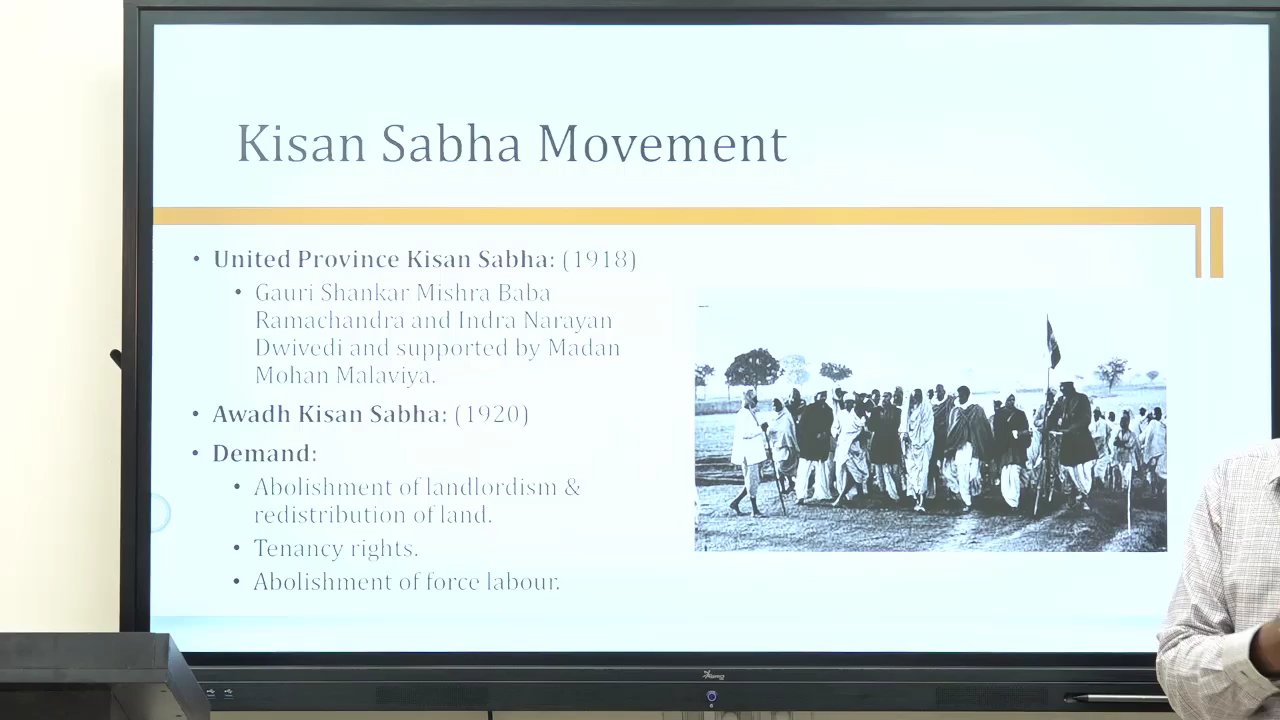 Kisan Sabha Movement
• United Province Kisan Sabha: (1918)
• Gauri Shankar Mishra Baba
Ramachandra and Indra Narayan
Dwivedi and supported by Madan
Mohan Malaviya.
• Awadh Kisan Sabha: (1920)
• Demand:
• Abolishment of landlordism &
redistribution of land.
• Tenancy rights.
• Abolishment of force labour.